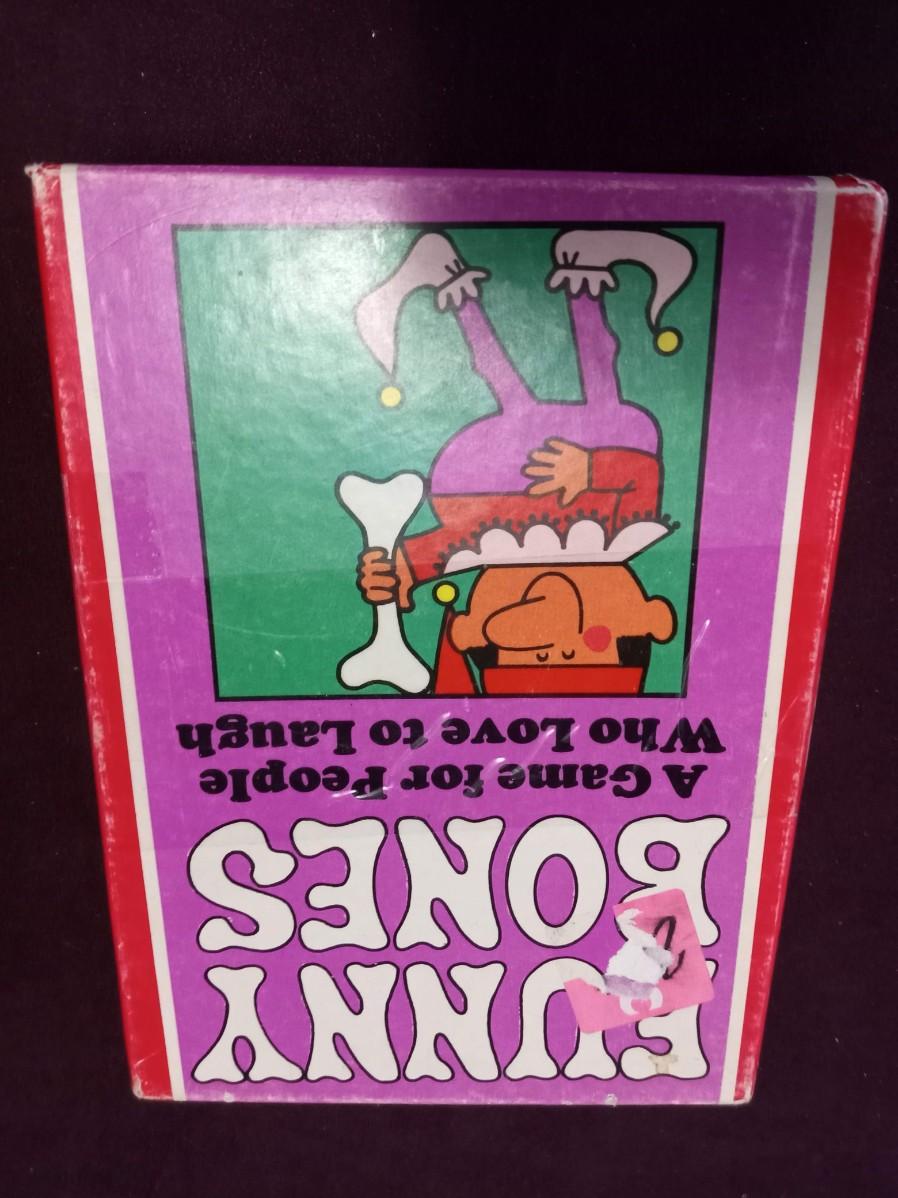 FUNNY
BONES
A Game for People
Who Love to Laugh